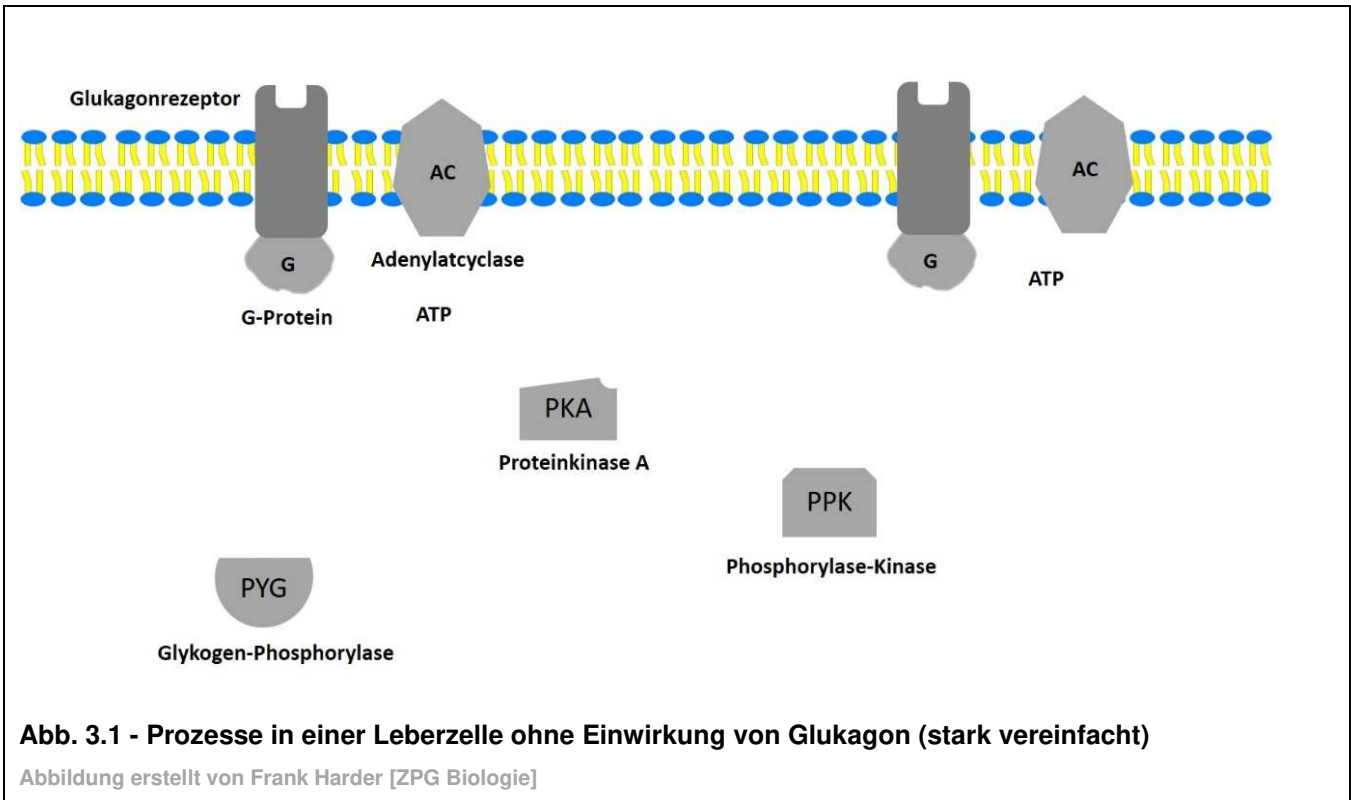 Glukagonrezeptor
AC
AC
G
Adenylatcyclase
G
G-Protein
ATP
ATP
PKA
Proteinkinase A
PPK
Phosphorylase-Kinase
PYG
Glykogen-Phosphorylase
Abb. 3.1 - Prozesse in einer Leberzelle ohne Einwirkung von Glukagon (stark vereinfacht)
Abbildung erstellt von Frank Harder [ZPG Biologie]